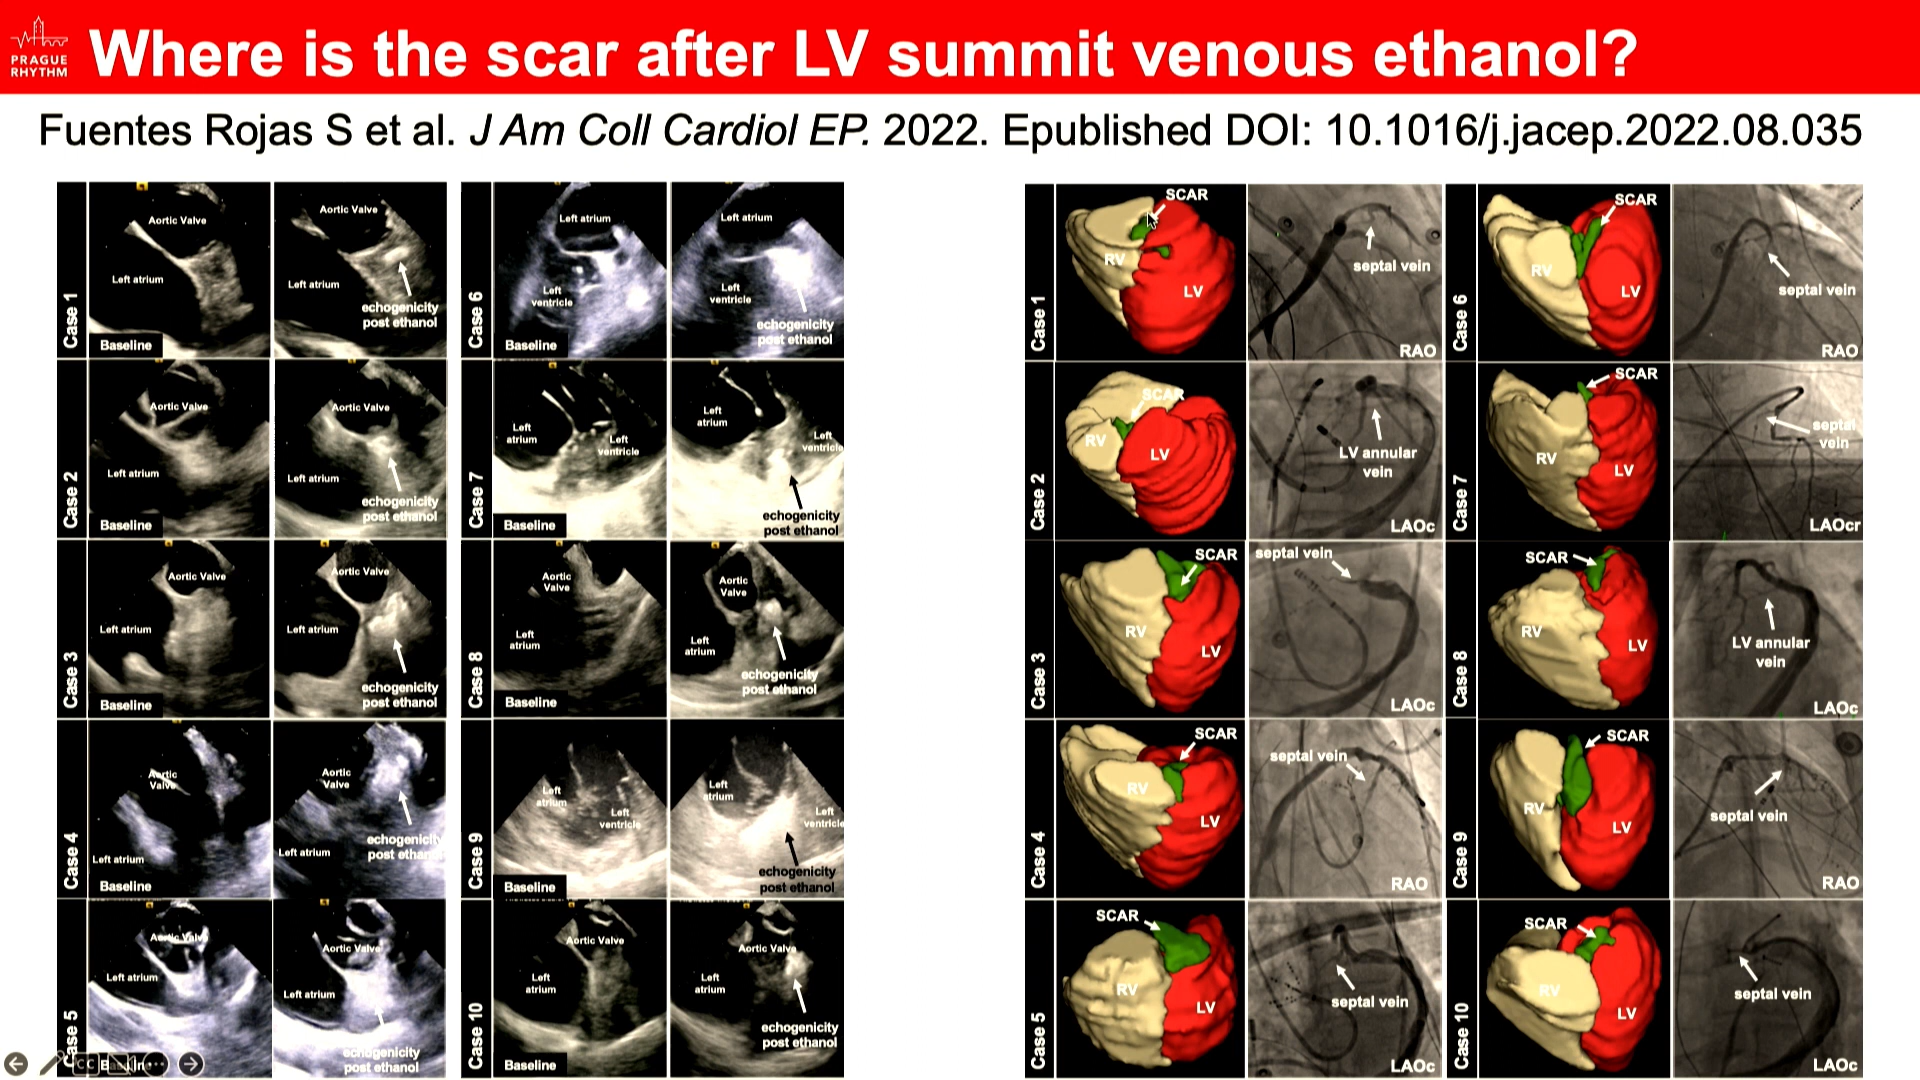 PRAGUE
RHYTHM
Where is the scar after LV summit venous ethanol?
Fuentes Rojas S et al. J Am Coll Cardiol EP. 2022. Epublished DOI: 10.1016/j.jacep.2022.08.035
Case 1
Aortic Valve
Left atrium
Baseline
Aortic Valve
Left atrium
echogenicity
post ethanol
Case 2
Aortic Valve
Left atrium
Baseline
Aortic Valve
Left atrium
echogenicity
post ethanol
Case 3
Aortic Valve
Left atrium
Baseline
Aortic Valve
Left atrium
echogenicity
post ethanol
Case 4
Aortic
Valve
Left atrium
Baseline
Aortic
Valve
Left atrium
echogenicity
post ethanol
Case 5
Aortic Valve
Left atrium
Baseline
CC
Aortic Valve
Left atrium
echogenicity
post ethanol
Case 6
Left atrium
Left
ventricle
Baseline
Left atrium
Left
ventricle
echogenicity
post ethanol
Case 7
Left
atrium
Left
ventricle
Baseline
Left
atrium
Left
ventricle
echogenicity
post ethanol
Case 8
Aortic
Valve
Left
atrium
Baseline
Aortic
Valve
Left
atrium
echogenicity
post ethanol
Case 9
Left
atrium
Left
ventricle
Baseline
Left
atrium
Left
ventricle
echogenicity
post ethanol
Case 10
Aortic Valve
Left
atrium
Baseline
Aortic Valve
Left
atrium
echogenicity
post ethanol
Case 1
SCAR
RV
LV
septal vein
RAO
Case 2
SCAR
RV
LV
LV annular
vein
LAOc
Case 3
SCAR
RV
LV
septal vein
LAOc
Case 4
SCAR
RV
LV
septal vein
RAO
Case 5
SCAR
RV
LV
septal vein
LAOc
Case 6
SCAR
RV
LV
septal vein
RAO
Case 7
SCAR
RV
LV
septal
vein
LAOcr
Case 8
SCAR
RV
LV
LV annular
vein
LAOc
Case 9
SCAR
RV
LV
septal vein
RAO
Case 10
SCAR
RV
LV
septal vein
LAOc